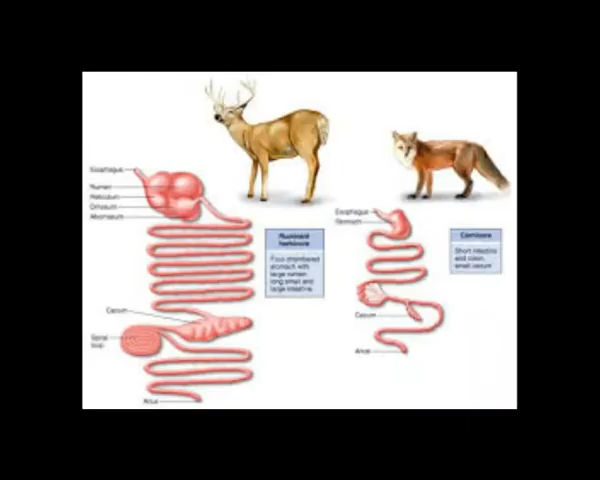 Esophagus
Rumen
Reticulum
Omasum
Abomasum
Cecum
Spiral
loop
Anus
Ruminant
herbivore
Four-chambered
stomach with
large rumen;
long small and
large intestine
Esophagus
Stomach
Cecum
Anus
Carnivore
Short intestine
and colon,
small cecum